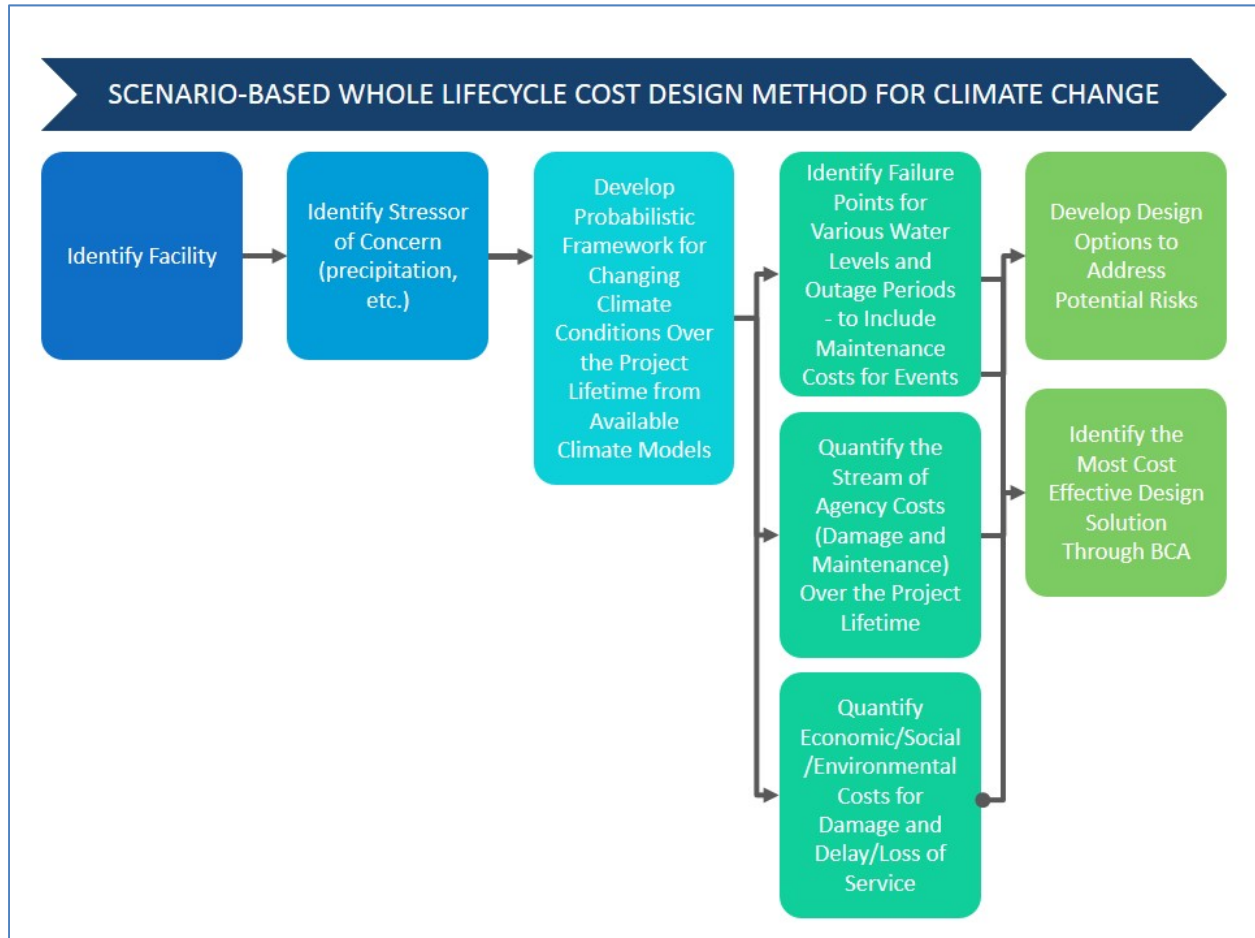 SCENARIO-BASED WHOLE LIFECYCLE COST DESIGN METHOD FOR CLIMATE CHANGE
Identify Facility
Identify Stressor
of Concern
(precipitation,
etc.)
Develop
Probabilistic
Framework for
Changing
Climate
Conditions Over
the Project
Lifetime from
Available
Climate Models
Identify Failure
Points for
Various Water
Levels and
Outage Periods
- to Include
Maintenance
Costs for Events
Quantify the
Stream of
Agency Costs
(Damage and
Maintenance)
Over the Project
Lifetime
Quantify
Economic/Social
/Environmental
Costs for
Damage and
Delay/Loss of
Service
Develop Design
Options to
Address
Potential Risks
Identify the
Most Cost
Effective Design
Solution
Through BCA